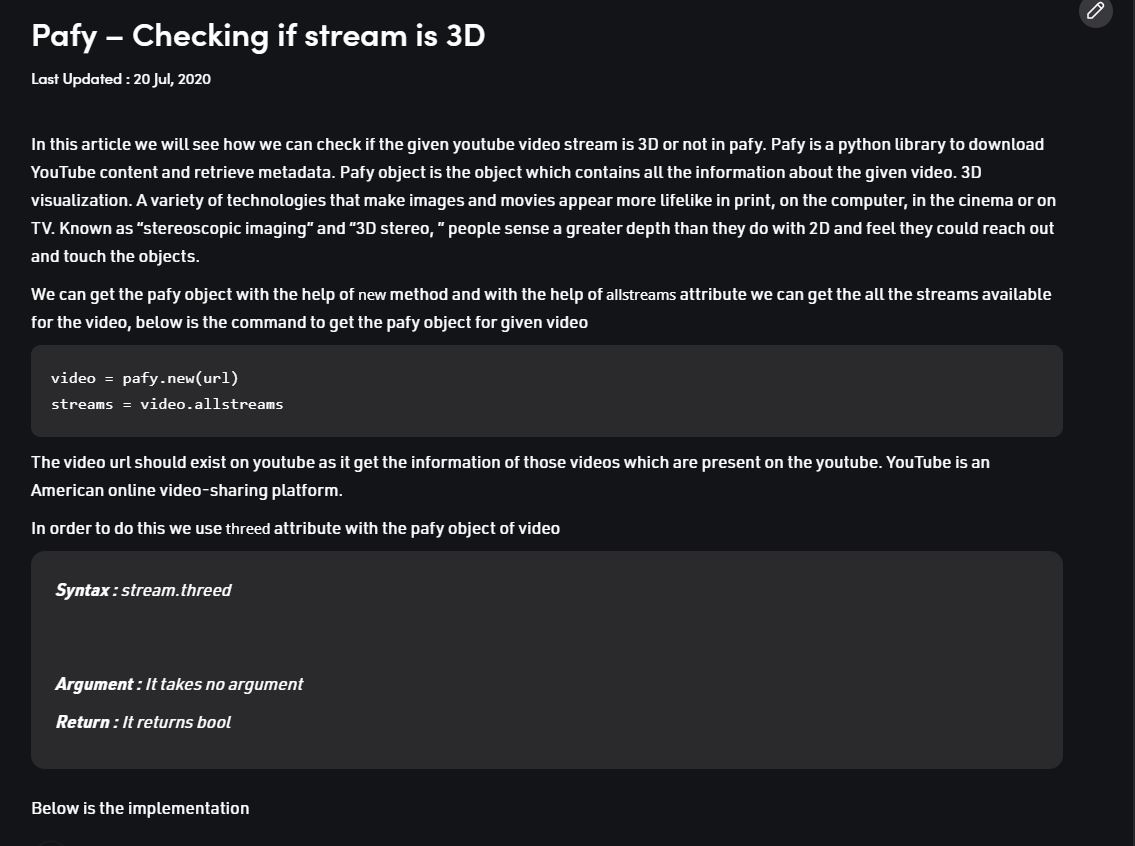 Pafy – Checking if stream is 3D
Last Updated : 20 Jul, 2020
In this article we will see how we can check if the given youtube video stream is 3D or not in pafy. Pafy is a python library to download
YouTube content and retrieve metadata. Pafy object is the object which contains all the information about the given video. 3D
visualization. A variety of technologies that make images and movies appear more lifelike in print, on the computer, in the cinema or on
TV. Known as “stereoscopic imaging” and “3D stereo, ” people sense a greater depth than they do with 2D and feel they could reach out
and touch the objects.
We can get the pafy object with the help of new method and with the help of allstreams attribute we can get the all the streams available
for the video, below is the command to get the pafy object for given video
video = pafy.new(url)
streams = video.allstreams
The video url should exist on youtube as it get the information of those videos which are present on the youtube. YouTube is an
American online video-sharing platform.
In order to do this we use threed attribute with the pafy object of video
Syntax : stream.threed
Argument : It takes no argument
Return : It returns bool
Below is the implementation